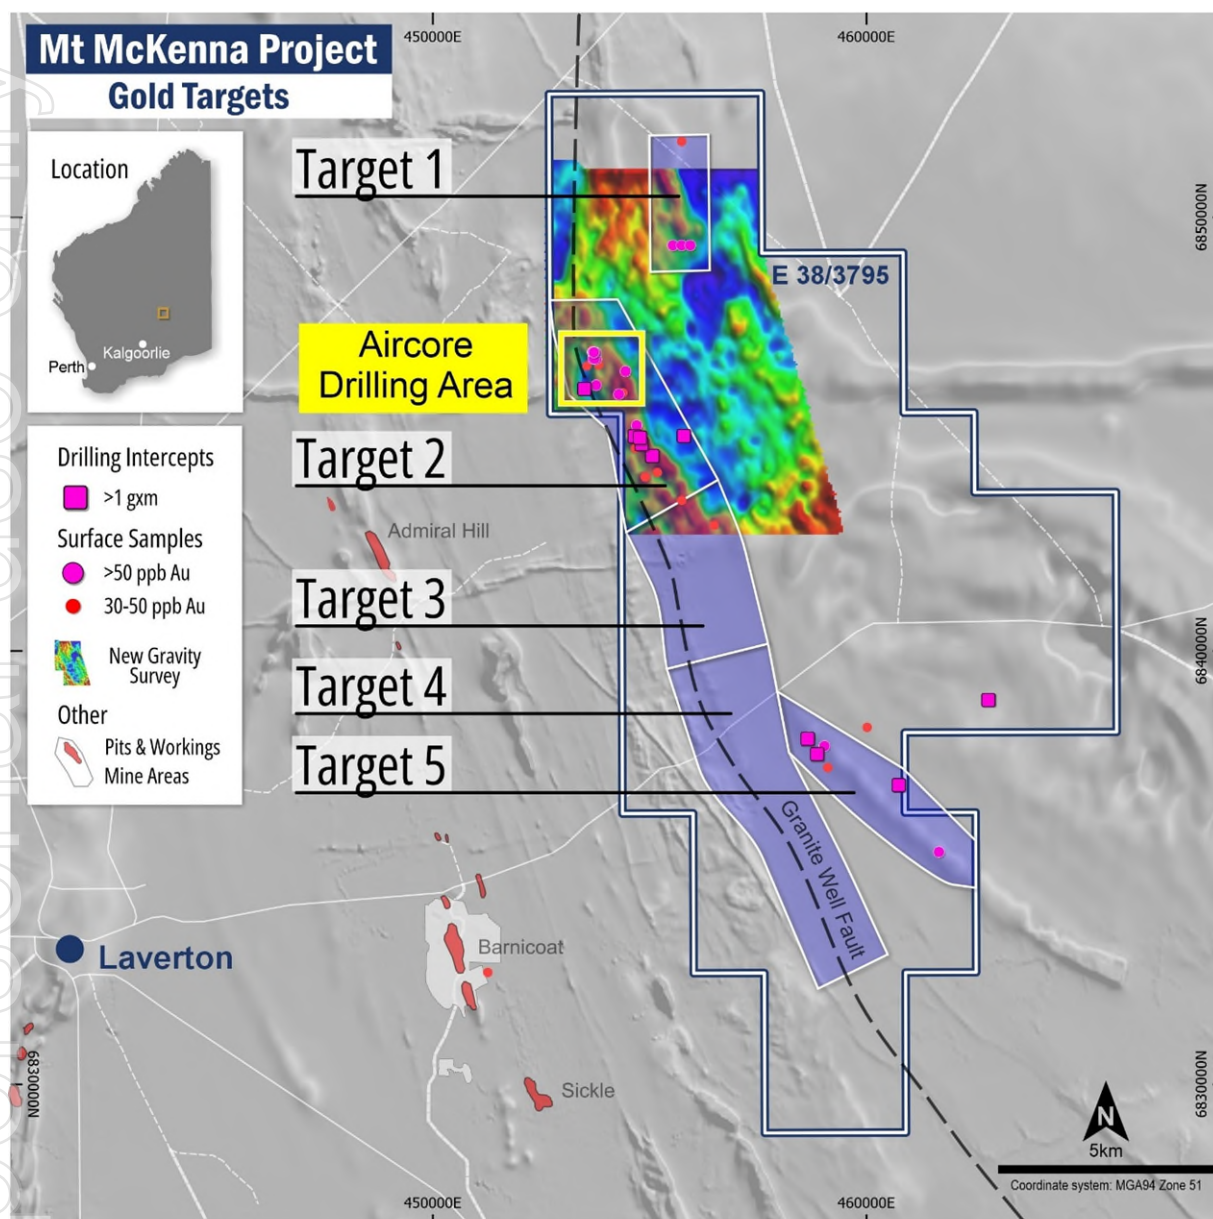 Mt McKenna Project
Gold Targets
450000E
460000E
Location
Perth
Kalgoorlie
Target 1
6850000N
E 38/3795
Aircore
Drilling Area
Drilling Intercepts
>1 gxm
Surface Samples
>50 ppb Au
30-50 ppb Au
New Gravity
Survey
Other
Pits & Workings
Mine Areas
Target 2
Admiral Hill
Target 3
6840000N
Target 4
Target 5
Granite Well Fault
Laverton
Barnicoat
Sickle
6830000N
6830000N
N
5km
Coordinate system: MGA94 Zone 51
450000E
460000E